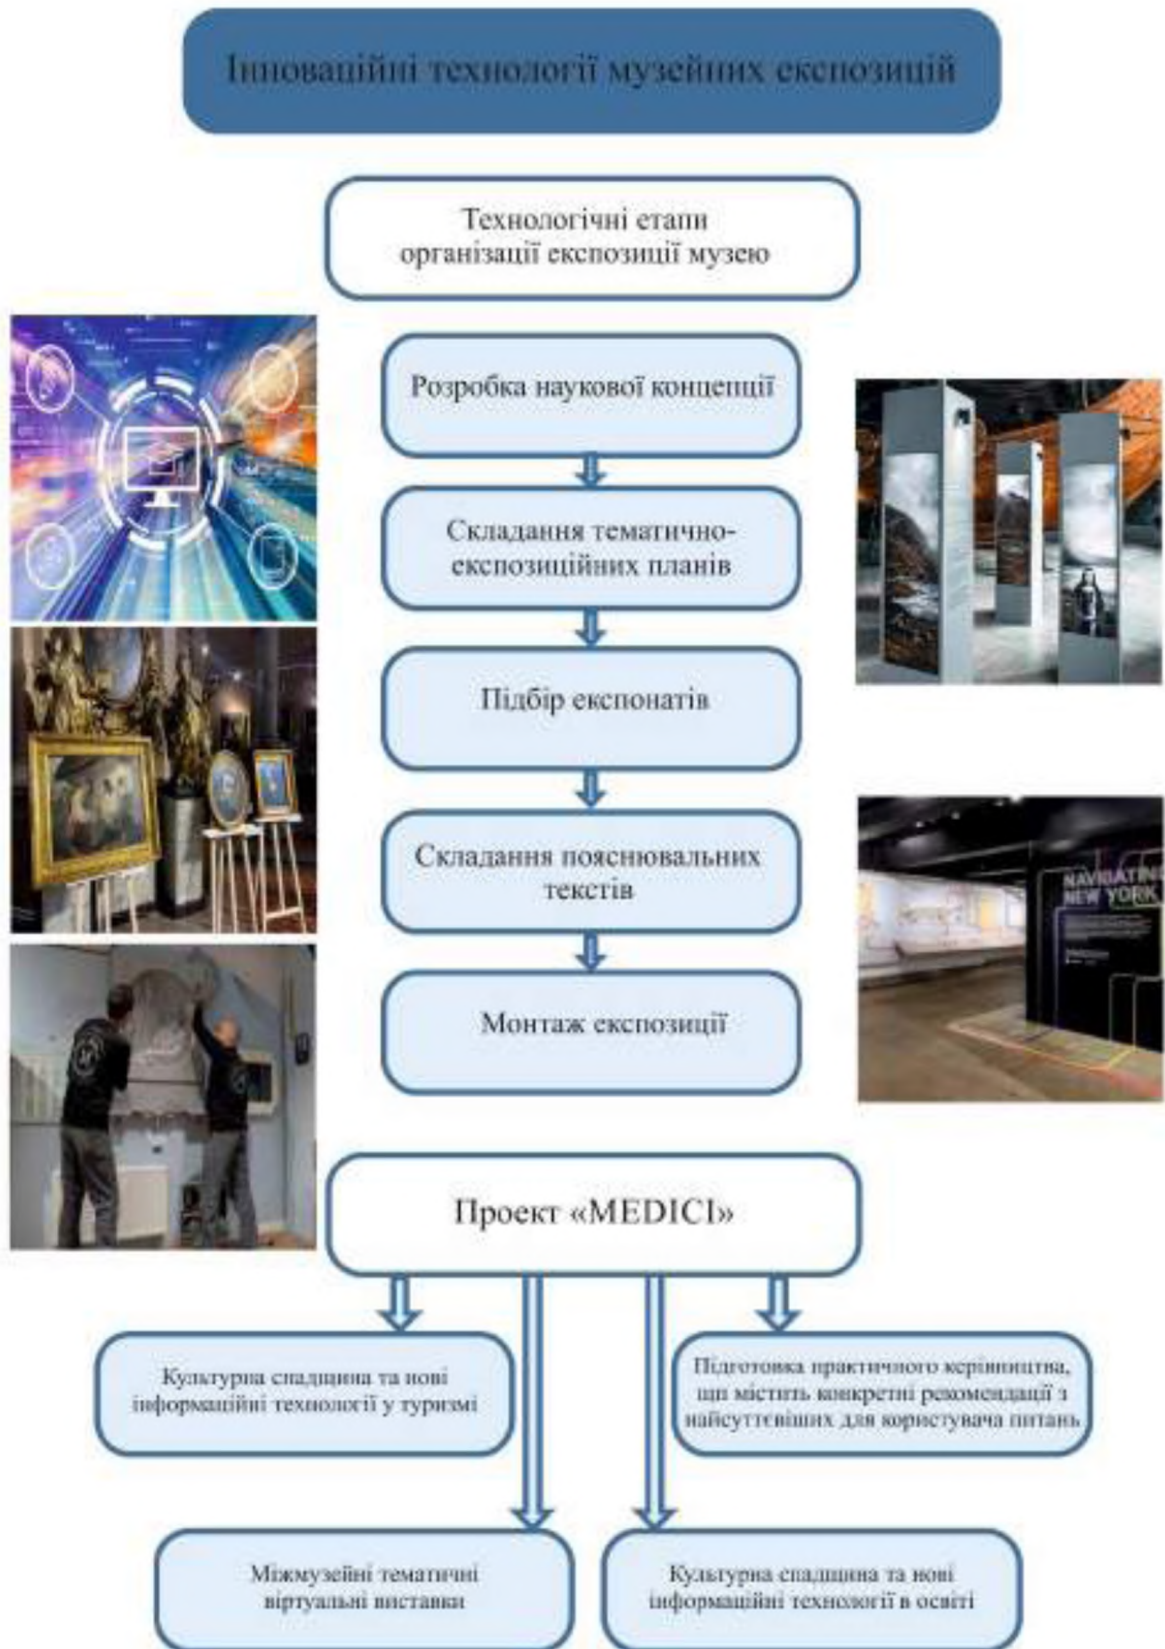 Інноваційні технології музейних експозицій
Технологічні етапи
організації експозиції музею
Розробка наукової концепції
Складання тематично-
експозиційних планів
Підбір експонатів
Складання пояснювальних
текстів
NAVIGATING
NEW YORK
Монтаж експозиції
Проект «MEDICI»
Культурна спадщина та нові
інформаційні технології у туризмі
Підготовка практичного керівництва,
що містить конкретні рекомендації з
найсуттєвіших для користувача питань
Міжмузейні тематичні
віртуальні виставки
Культурна спадщина та нові
інформаційні технології в освіті